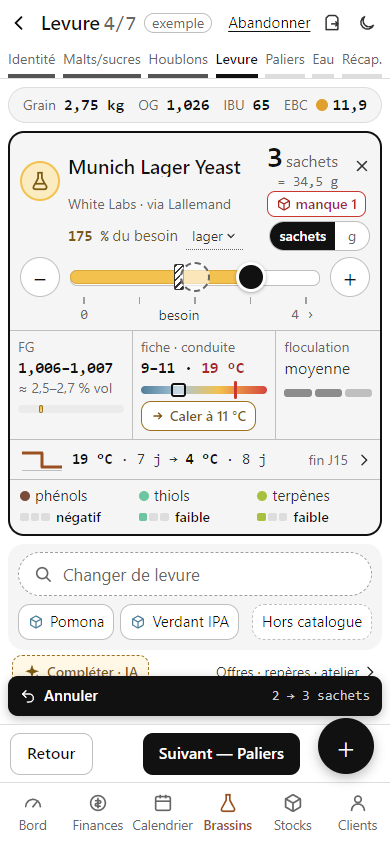 Levure 4/7 exemple Abandonner
Identité Malts/sucres Houblons Levure Paliers Eau Récap.
Grain 2,75 kg OG 1,026 IBU 65 EBC 11,9
Munich Lager Yeast 3 sachets
= 34,5 g
White Labs · via Lallemand manque 1
175 % du besoin lager sachets g
− +
0 besoin 4 ›
FG fiche · conduite floculation
1,006–1,007 9–11 · 19 °C moyenne
≈ 2,5–2,7 % vol
→ Caler à 11 °C
19 °C · 7 j → 4 °C · 8 j fin J15
phénols thiols terpènes
négatif faible faible
Changer de levure
Pomona Verdant IPA Hors catalogue
Compléter · IA Offres · repères · atelier
Annuler 2 → 3 sachets
Retour Suivant — Paliers +
Bord Finances Calendrier Brassins Stocks Clients